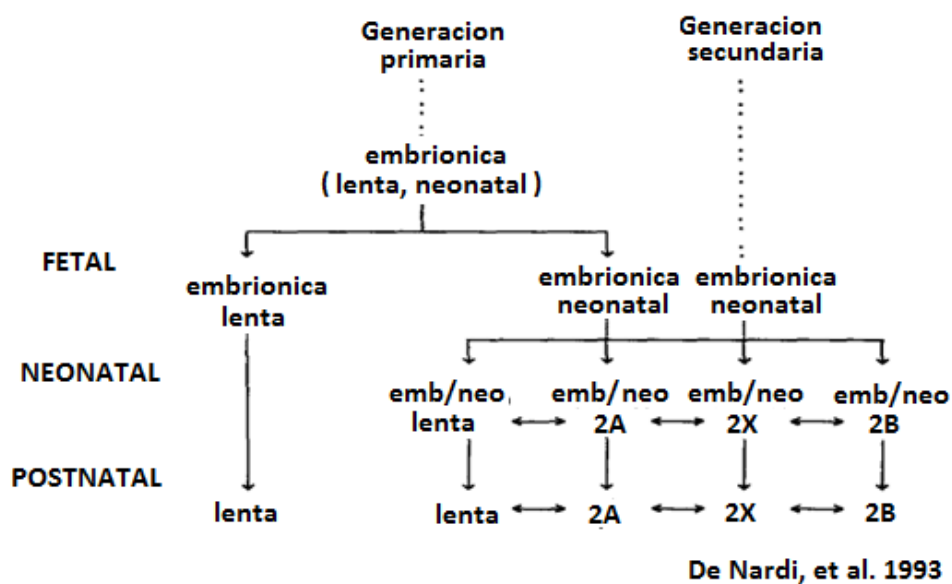 Generacion
primaria
Generacion
secundaria
embrionica
( lenta, neonatal )
FETAL
embrionica
lenta
embrionica
neonatal
embrionica
neonatal
NEONATAL
emb/neo
lenta
emb/neo
2A
emb/neo
2X
emb/neo
2B
POSTNATAL
lenta
lenta
2A
2X
2B
De Nardi, et al. 1993